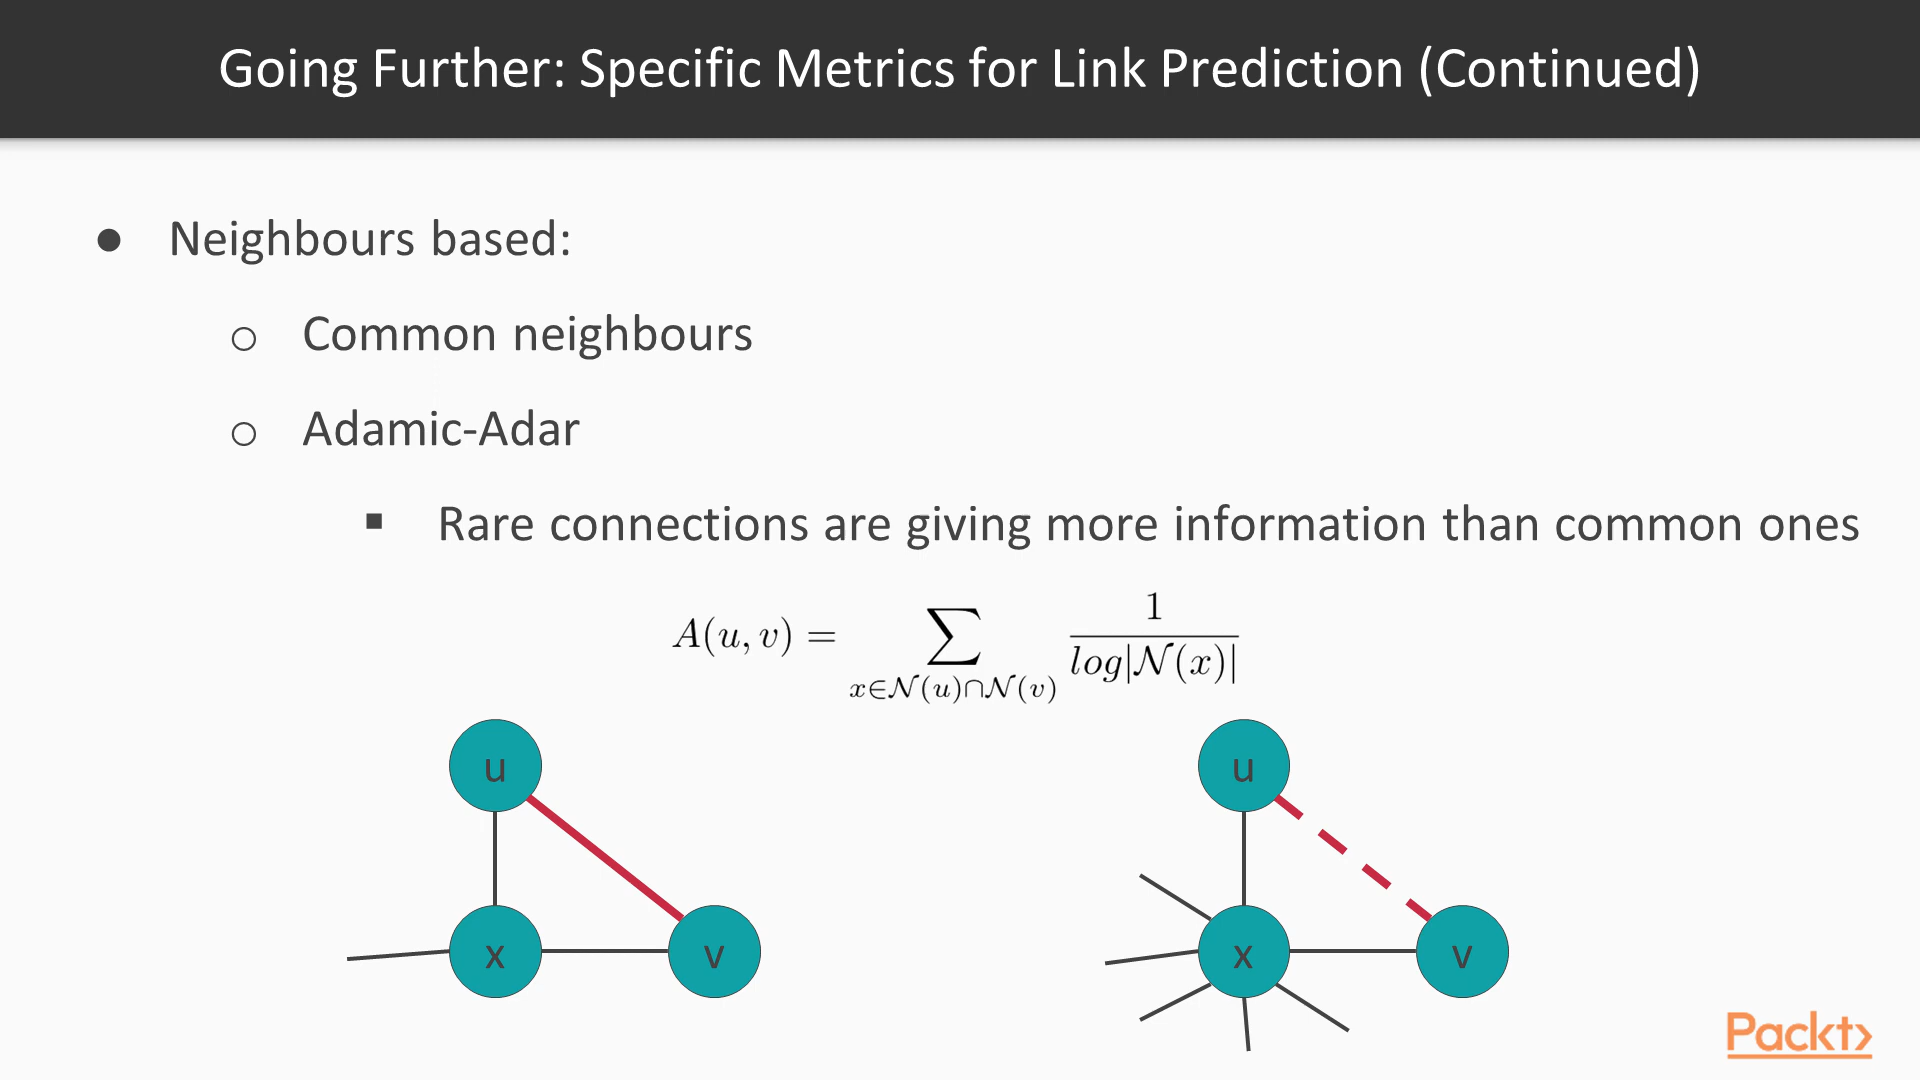 Going Further: Specific Metrics for Link Prediction (Continued)
● Neighbours based:
○ Common neighbours
○ Adamic-Adar
▪ Rare connections are giving more information than common ones
A(u, v) = ∑_{x∈𝒩(u)∩𝒩(v)} 1 / log|𝒩(x)|
u u
x v x v
Packt>